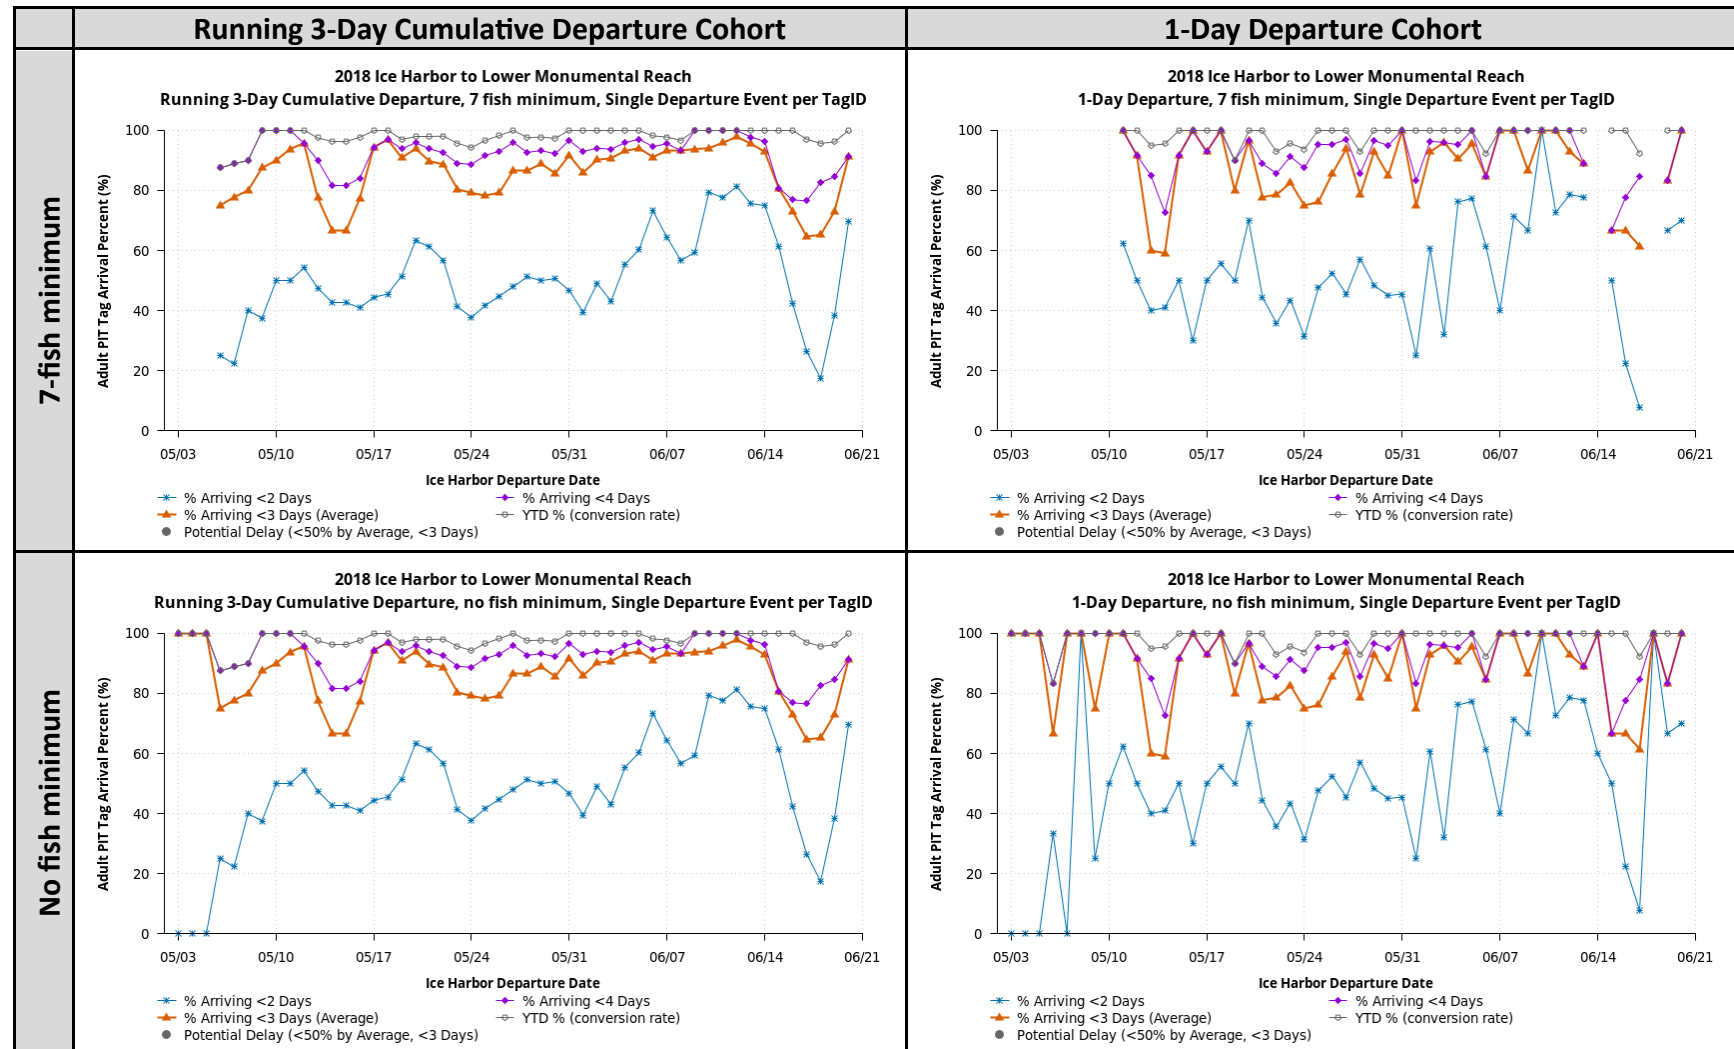 Running 3-Day Cumulative Departure Cohort
1-Day Departure Cohort
7-fish minimum
2018 Ice Harbor to Lower Monumental Reach
Running 3-Day Cumulative Departure, 7 fish minimum, Single Departure Event per TagID
Adult PIT Tag Arrival Percent (%)
100
80
60
40
20
0
05/03 05/10 05/17 05/24 05/31 06/07 06/14 06/21
Ice Harbor Departure Date
% Arriving <2 Days
% Arriving <4 Days
% Arriving <3 Days (Average)
YTD % (conversion rate)
Potential Delay (<50% by Average, <3 Days)
2018 Ice Harbor to Lower Monumental Reach
1-Day Departure, 7 fish minimum, Single Departure Event per TagID
Adult PIT Tag Arrival Percent (%)
100
80
60
40
20
0
05/03 05/10 05/17 05/24 05/31 06/07 06/14 06/21
Ice Harbor Departure Date
% Arriving <2 Days
% Arriving <4 Days
% Arriving <3 Days (Average)
YTD % (conversion rate)
Potential Delay (<50% by Average, <3 Days)
No fish minimum
2018 Ice Harbor to Lower Monumental Reach
Running 3-Day Cumulative Departure, no fish minimum, Single Departure Event per TagID
Adult PIT Tag Arrival Percent (%)
100
80
60
40
20
0
05/03 05/10 05/17 05/24 05/31 06/07 06/14 06/21
Ice Harbor Departure Date
% Arriving <2 Days
% Arriving <4 Days
% Arriving <3 Days (Average)
YTD % (conversion rate)
Potential Delay (<50% by Average, <3 Days)
2018 Ice Harbor to Lower Monumental Reach
1-Day Departure, no fish minimum, Single Departure Event per TagID
Adult PIT Tag Arrival Percent (%)
100
80
60
40
20
0
05/03 05/10 05/17 05/24 05/31 06/07 06/14 06/21
Ice Harbor Departure Date
% Arriving <2 Days
% Arriving <4 Days
% Arriving <3 Days (Average)
YTD % (conversion rate)
Potential Delay (<50% by Average, <3 Days)